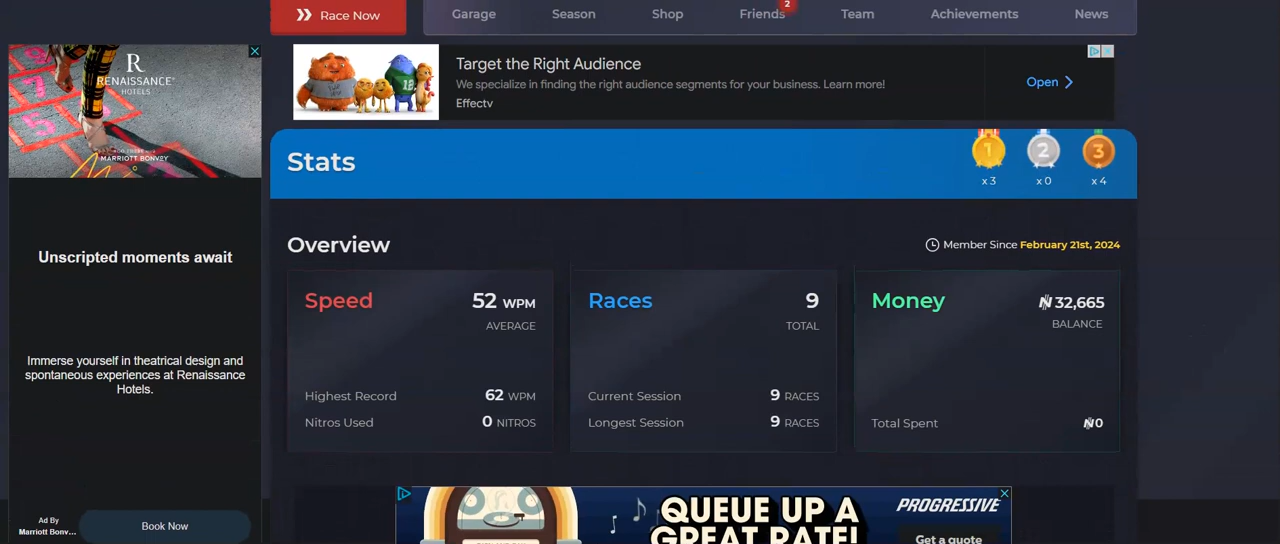 Race Now
Garage
Season
Shop
Friends
2
Team
Achievements
News
R
RENAISSANCE
HOTELS
MARRIOTT BONVOY
Unscripted moments await
Immerse yourself in theatrical design and
spontaneous experiences at Renaissance
Hotels.
Ad By
Marriott Bonv...
Book Now
Target the Right Audience
We specialize in finding the right audience segments for your business. Learn more!
Effectv
Open
Stats
1
2
3
x 3
x 0
x 4
Overview
Member Since February 21st, 2024
Speed
52 WPM
AVERAGE
Highest Record 62 WPM
Nitros Used 0 NITROS
Races
9
TOTAL
Current Session 9 RACES
Longest Session 9 RACES
Money
N 32,665
BALANCE
Total Spent N0
QUEUE UP A
GREAT RATE!
PROGRESSIVE
Get a quote